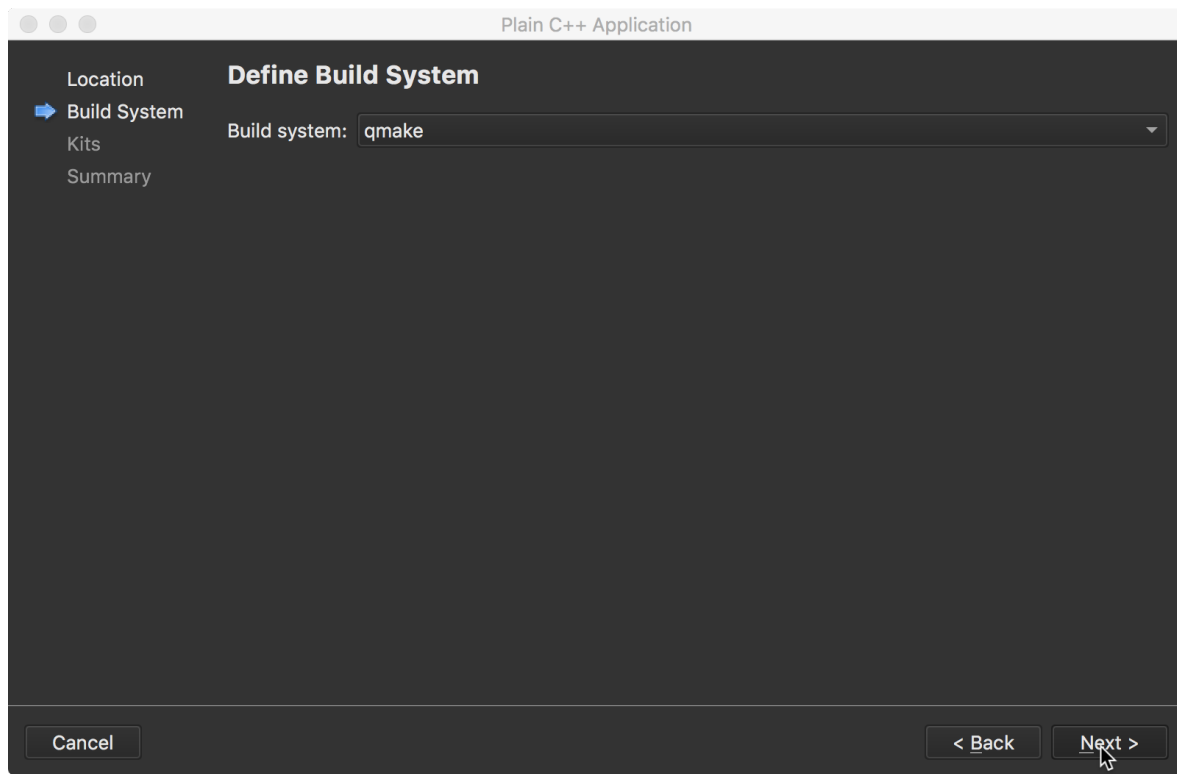 Plain C++ Application
Location
Build System
Kits
Summary
Define Build System
Build system: qmake
Cancel
< Back
Next >